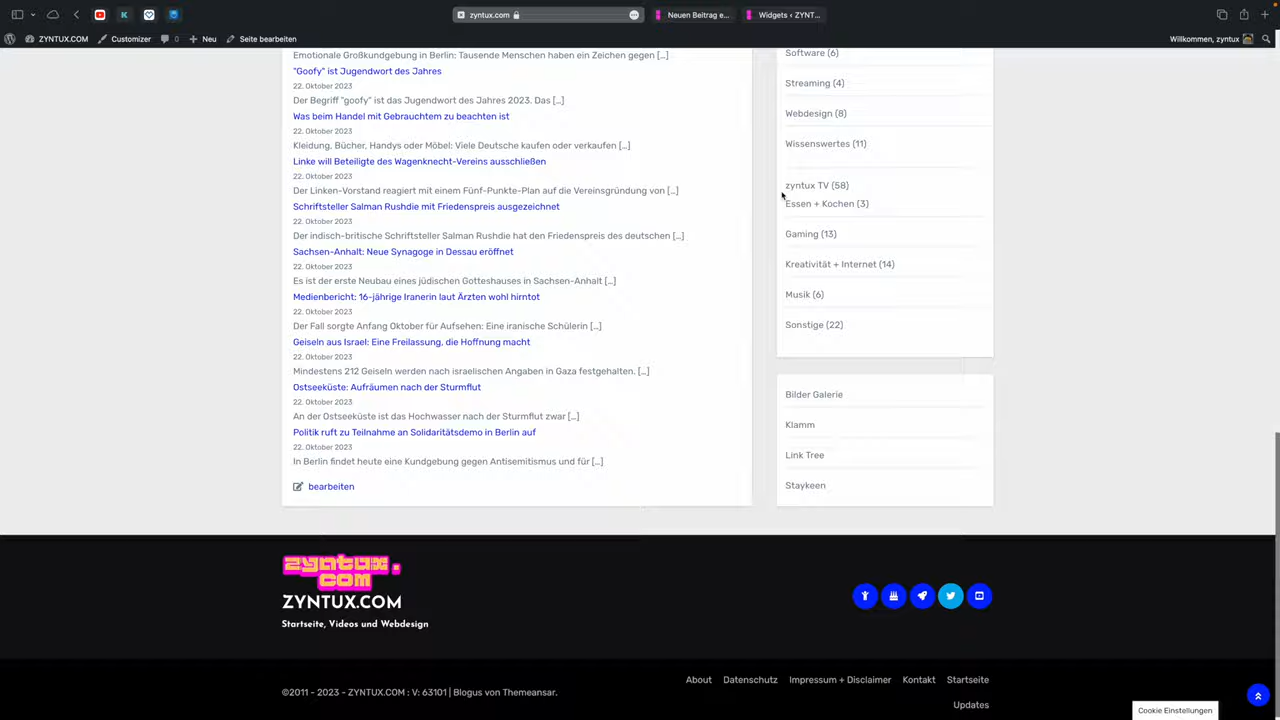 zyntux.com
Neuen Beitrag e...
Widgets ‹ ZYNT...
ZYNTUX.COM
Customizer
0
Neu
Seite bearbeiten
Willkommen, zyntux
Emotionale Großkundgebung in Berlin: Tausende Menschen haben ein Zeichen gegen [...]
"Goofy" ist Jugendwort des Jahres
22. Oktober 2023
Der Begriff "goofy" ist das Jugendwort des Jahres 2023. Das [...]
Was beim Handel mit Gebrauchtem zu beachten ist
22. Oktober 2023
Kleidung, Bücher, Handys oder Möbel: Viele Deutsche kaufen oder verkaufen [...]
Linke will Beteiligte des Wagenknecht-Vereins ausschließen
22. Oktober 2023
Der Linken-Vorstand reagiert mit einem Fünf-Punkte-Plan auf die Vereinsgründung von [...]
Schriftsteller Salman Rushdie mit Friedenspreis ausgezeichnet
22. Oktober 2023
Der indisch-britische Schriftsteller Salman Rushdie hat den Friedenspreis des deutschen [...]
Sachsen-Anhalt: Neue Synagoge in Dessau eröffnet
22. Oktober 2023
Es ist der erste Neubau eines jüdischen Gotteshauses in Sachsen-Anhalt [...]
Medienbericht: 16-jährige Iranerin laut Ärzten wohl hirntot
22. Oktober 2023
Der Fall sorgte Anfang Oktober für Aufsehen: Eine iranische Schülerin [...]
Geiseln aus Israel: Eine Freilassung, die Hoffnung macht
22. Oktober 2023
Mindestens 212 Geiseln werden nach israelischen Angaben in Gaza festgehalten. [...]
Ostseeküste: Aufräumen nach der Sturmflut
22. Oktober 2023
An der Ostseeküste ist das Hochwasser nach der Sturmflut zwar [...]
Politik ruft zu Teilnahme an Solidaritätsdemo in Berlin auf
22. Oktober 2023
In Berlin findet heute eine Kundgebung gegen Antisemitismus und für [...]
bearbeiten
Software (6)
Streaming (4)
Webdesign (8)
Wissenswertes (11)
zyntux TV (58)
Essen + Kochen (3)
Gaming (13)
Kreativität + Internet (14)
Musik (6)
Sonstige (22)
Bilder Galerie
Klamm
Link Tree
Staykeen
zyntux.
com
ZYNTUX.COM
Startseite, Videos und Webdesign
©2011 - 2023 - ZYNTUX.COM : V: 63101 | Blogus von Themeansar.
About
Datenschutz
Impressum + Disclaimer
Kontakt
Startseite
Updates
Cookie Einstellungen